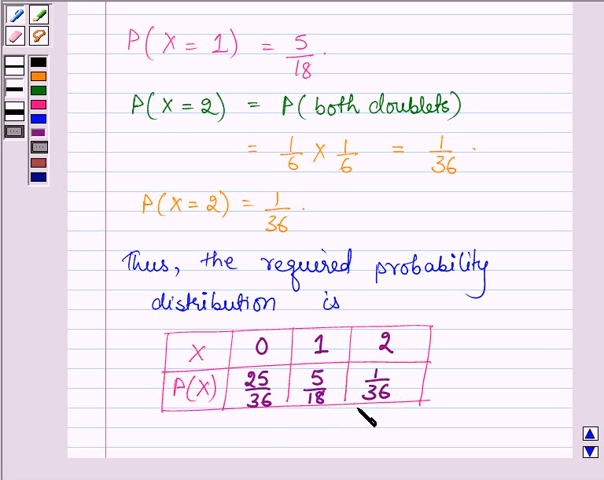 P(X=1) = 5/18.
P(X=2) = P(both doublets)
= 1/6 X 1/6 = 1/36.
P(X=2) = 1/36.
Thus, the required probability
distribution is
X 0 1 2
P(X) 25/36 5/18 1/36